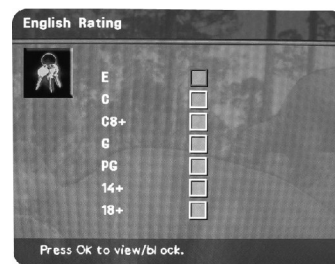 English Rating
E
C
C8+
G
PG
14+
18+
Press OK to view/block.